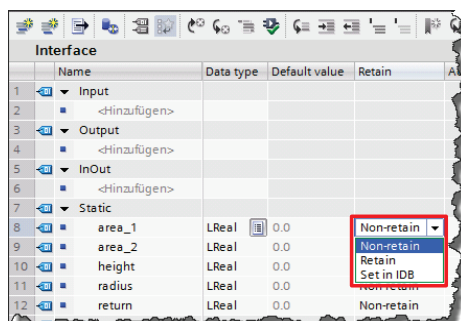 Interface
Name Data type Default value Retain
1 Input
2 <Hinzufügen>
3 Output
4 <Hinzufügen>
5 InOut
6 <Hinzufügen>
7 Static
8 area_1 LReal 0.0 Non-retain
9 area_2 LReal 0.0 Non-retain
10 height LReal 0.0 Retain
Set in IDB
11 radius LReal 0.0 Non-retain
12 return LReal 0.0 Non-retain